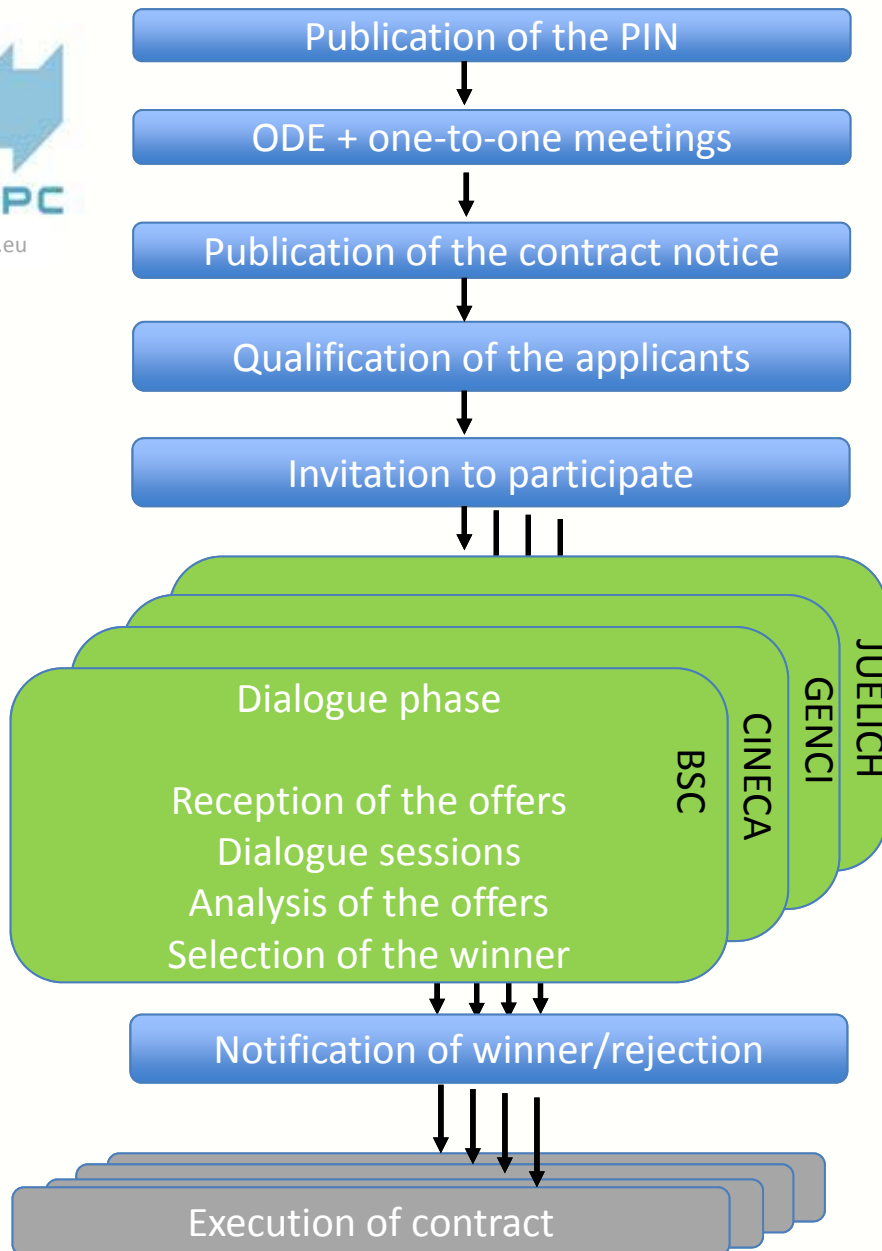 Publication of the PIN
PC
.eu
ODE + one-to-one meetings
Publication of the contract notice
Qualification of the applicants
Invitation to participate
Dialogue phase
Reception of the offers
Dialogue sessions
Analysis of the offers
Selection of the winner
BSC
CINECA
GENCI
JUELICH
Notification of winner/rejection
Execution of contract